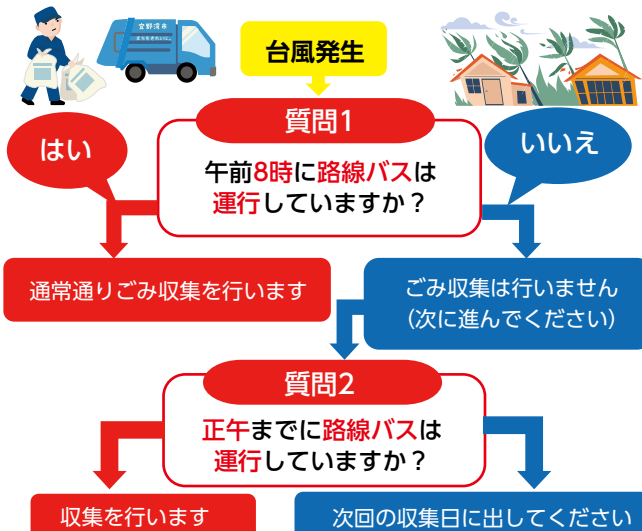 宜野湾市
台風発生
質問1
はい
いいえ
午前8時に路線バスは
運行していますか？
通常通りごみ収集を行います
ごみ収集は行いません
（次に進んでください）
質問2
正午までに路線バスは
運行していますか？
収集を行います
次回の収集日に出してください